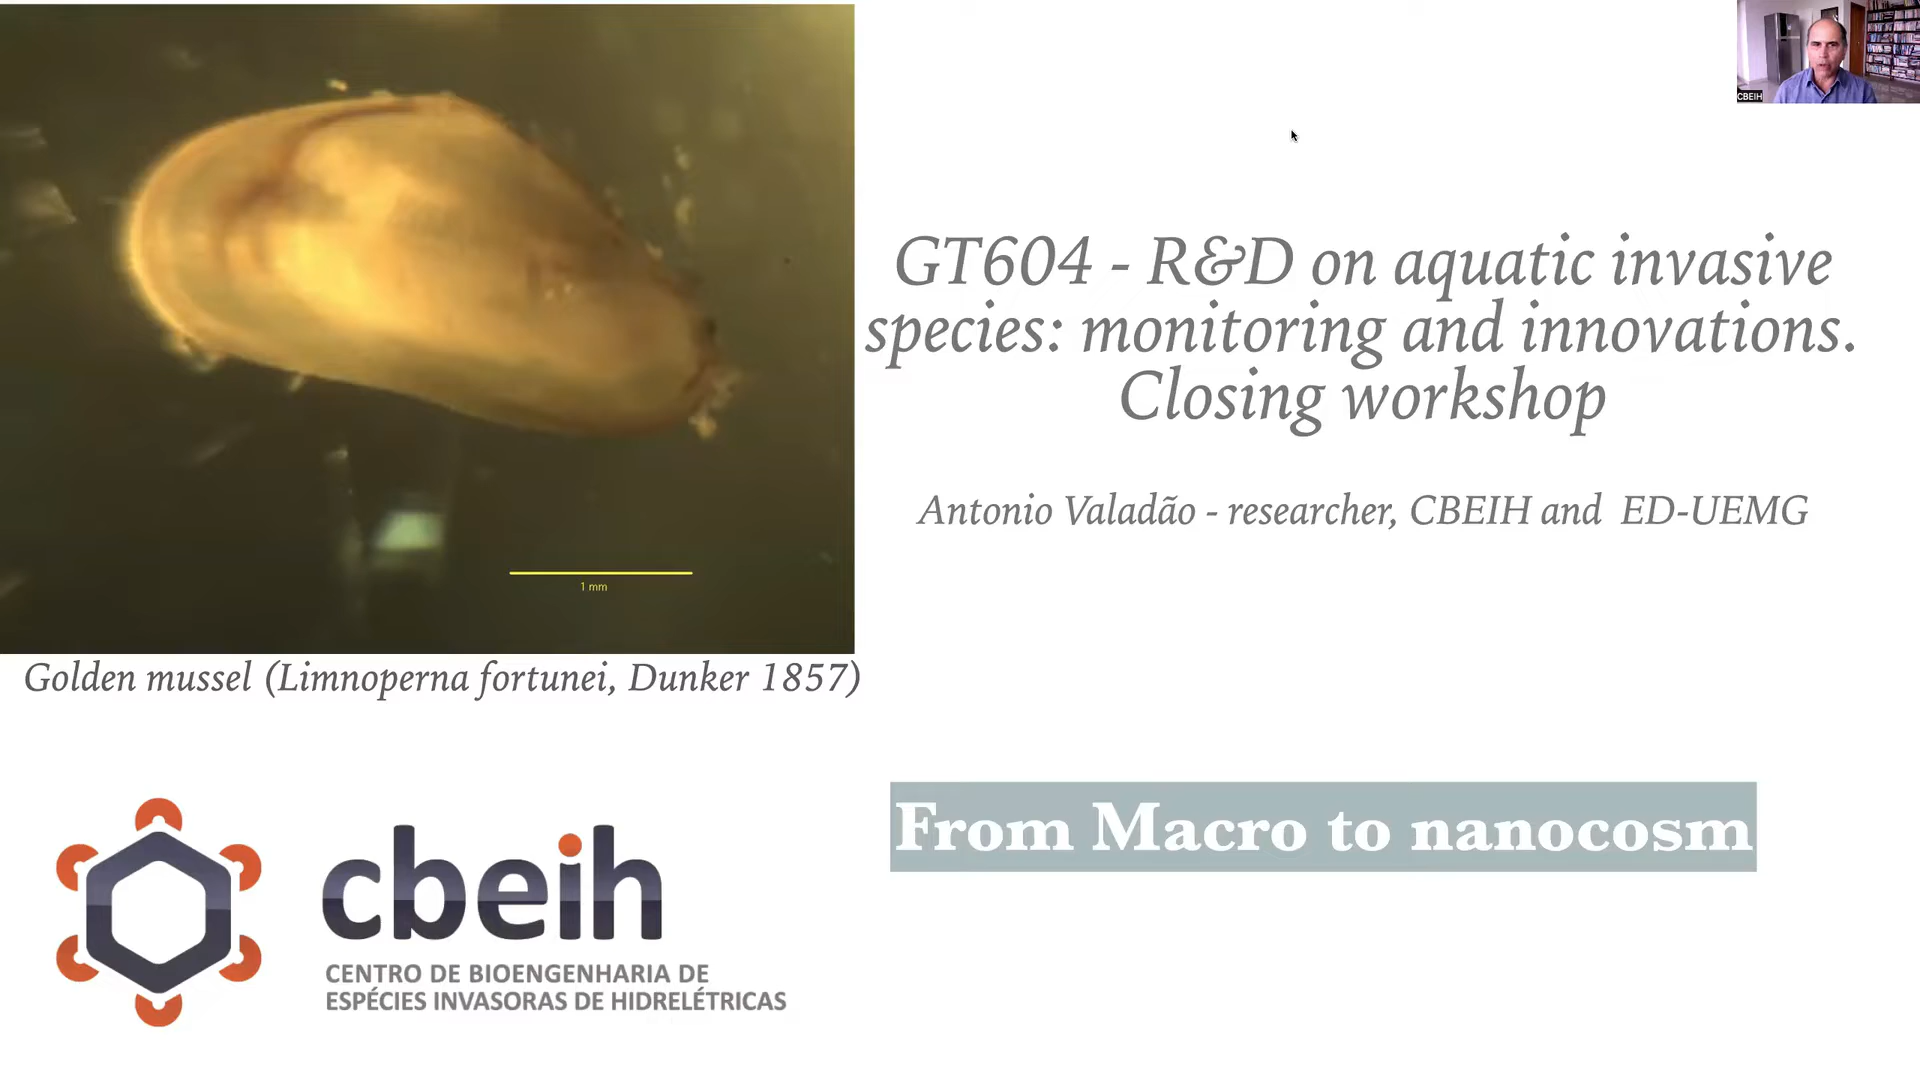 CBEIH
GT604 - R&D on aquatic invasive
species: monitoring and innovations.
Closing workshop
Antonio Valadão - researcher, CBEIH and ED-UEMG
1 mm
Golden mussel (Limnoperna fortunei, Dunker 1857)
From Macro to nanocosm
cbeih
CENTRO DE BIOENGENHARIA DE
ESPÉCIES INVASORAS DE HIDRELÉTRICAS